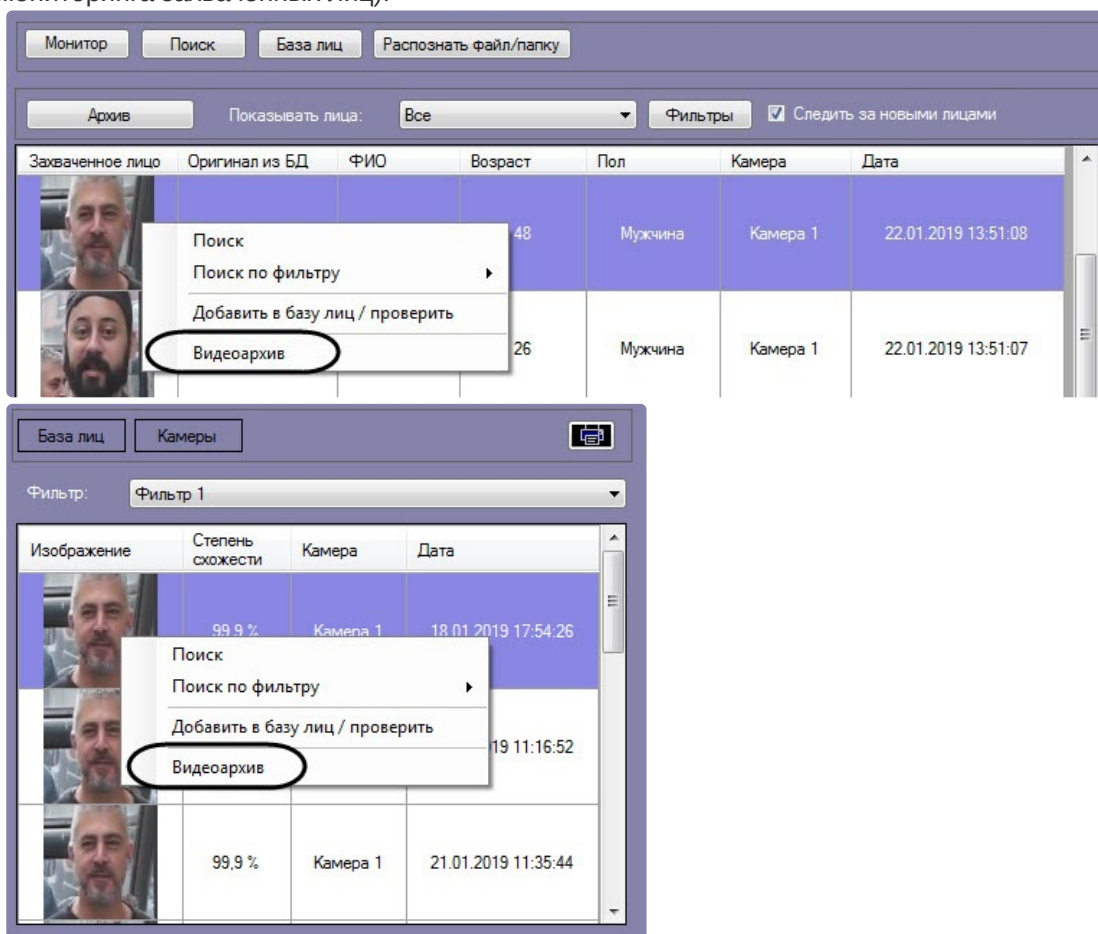 мониторинга захваченных лиц).
Монитор Поиск База лиц Распознать файл/папку
Архив Показывать лица: Все Фильтры Следить за новыми лицами
Захваченное лицо Оригинал из БД ФИО Возраст Пол Камера Дата
48 Мужчина Камера 1 22.01.2019 13:51:08
Поиск
Поиск по фильтру
Добавить в базу лиц / проверить
Видеоархив
26 Мужчина Камера 1 22.01.2019 13:51:07
База лиц Камеры
Фильтр: Фильтр 1
Изображение Степень схожести Камера Дата
99,9 % Камера 1 18.01.2019 17:54:26
Поиск
Поиск по фильтру
Добавить в базу лиц / проверить
Видеоархив
19 11:16:52
99,9 % Камера 1 21.01.2019 11:35:44